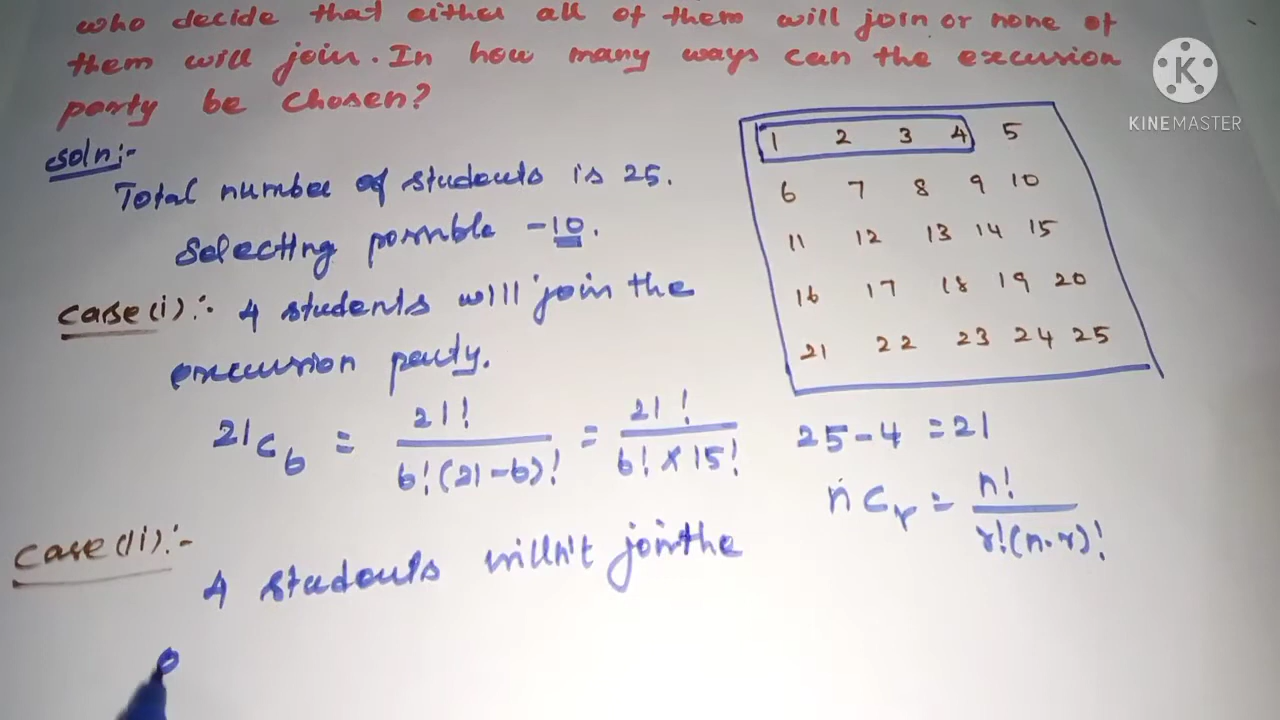 who decide that either all of them will join or none of
them will join. In how many ways can the excursion
party be chosen?
K
KINEMASTER
soln:-
Total number of students is 25.
Selecting possible - 10.
case(i):- 4 students will join the
excursion party.
21C6 = 21! / 6!(21-6)! = 21! / 6! × 15!
case(ii):-
4 students willn't join the
1 2 3 4 5
6 7 8 9 10
11 12 13 14 15
16 17 18 19 20
21 22 23 24 25
25-4 = 21
nCr = n! / r!(n-r)!